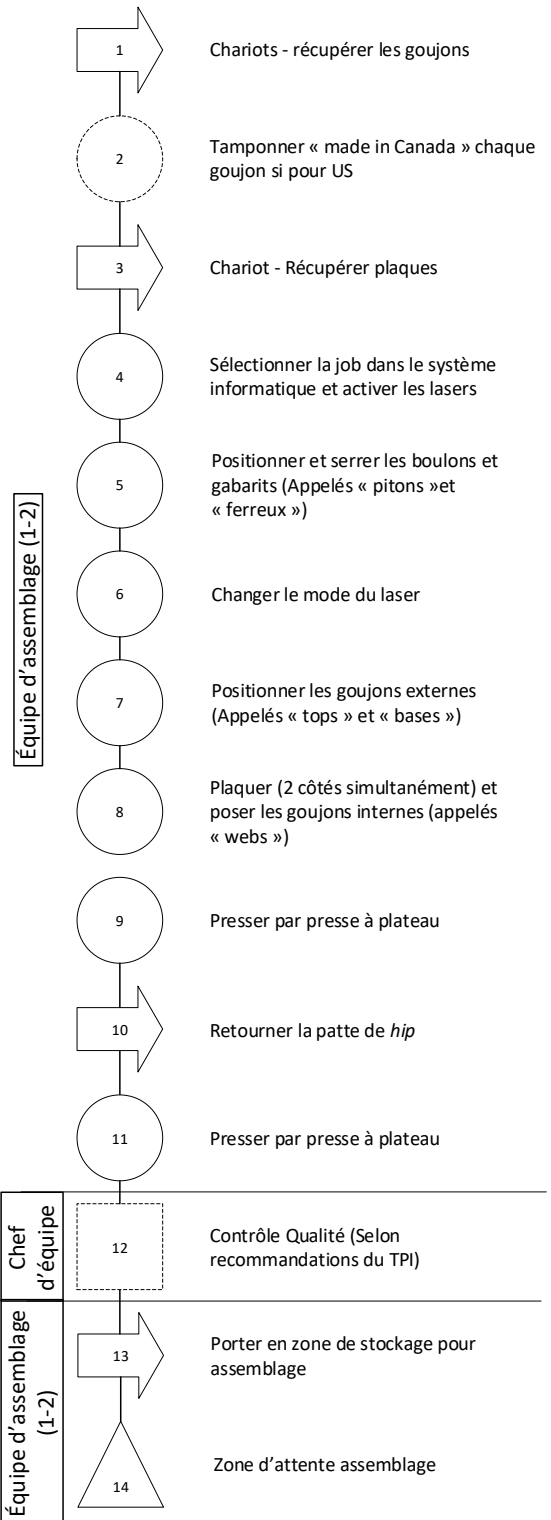 1
Chariots - récupérer les goujons
2
Tamponner « made in Canada » chaque
goujon si pour US
3
Chariot - Récupérer plaques
4
Sélectionner la job dans le système
informatique et activer les lasers
5
Positionner et serrer les boulons et
gabarits (Appelés « pitons »et
« ferreux »)
Équipe d’assemblage (1-2)
6
Changer le mode du laser
7
Positionner les goujons externes
(Appelés « tops » et « bases »)
8
Plaquer (2 côtés simultanément) et
poser les goujons internes (appelés
« webs »)
9
Presser par presse à plateau
10
Retourner la patte de hip
11
Presser par presse à plateau
Chef
d’équipe
12
Contrôle Qualité (Selon
recommandations du TPI)
Équipe d’assemblage
(1-2)
13
Porter en zone de stockage pour
assemblage
14
Zone d’attente assemblage